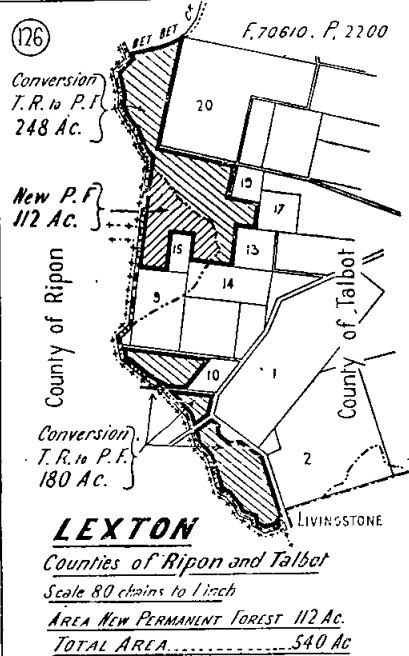 126
BET BET Ck
F.70610. P. 2200
Conversion
T.R. to P.F.
248 Ac.
20
New P.F.
112 Ac.
19
17
15
13
14
9
County of Ripon
County of Talbot
10
1
2
Conversion
T.R. to P.F.
180 Ac.
LIVINGSTONE
LEXTON
Counties of Ripon and Talbot
Scale 80 chains to 1 inch
AREA NEW PERMANENT FOREST 112 Ac.
TOTAL AREA..............540 Ac